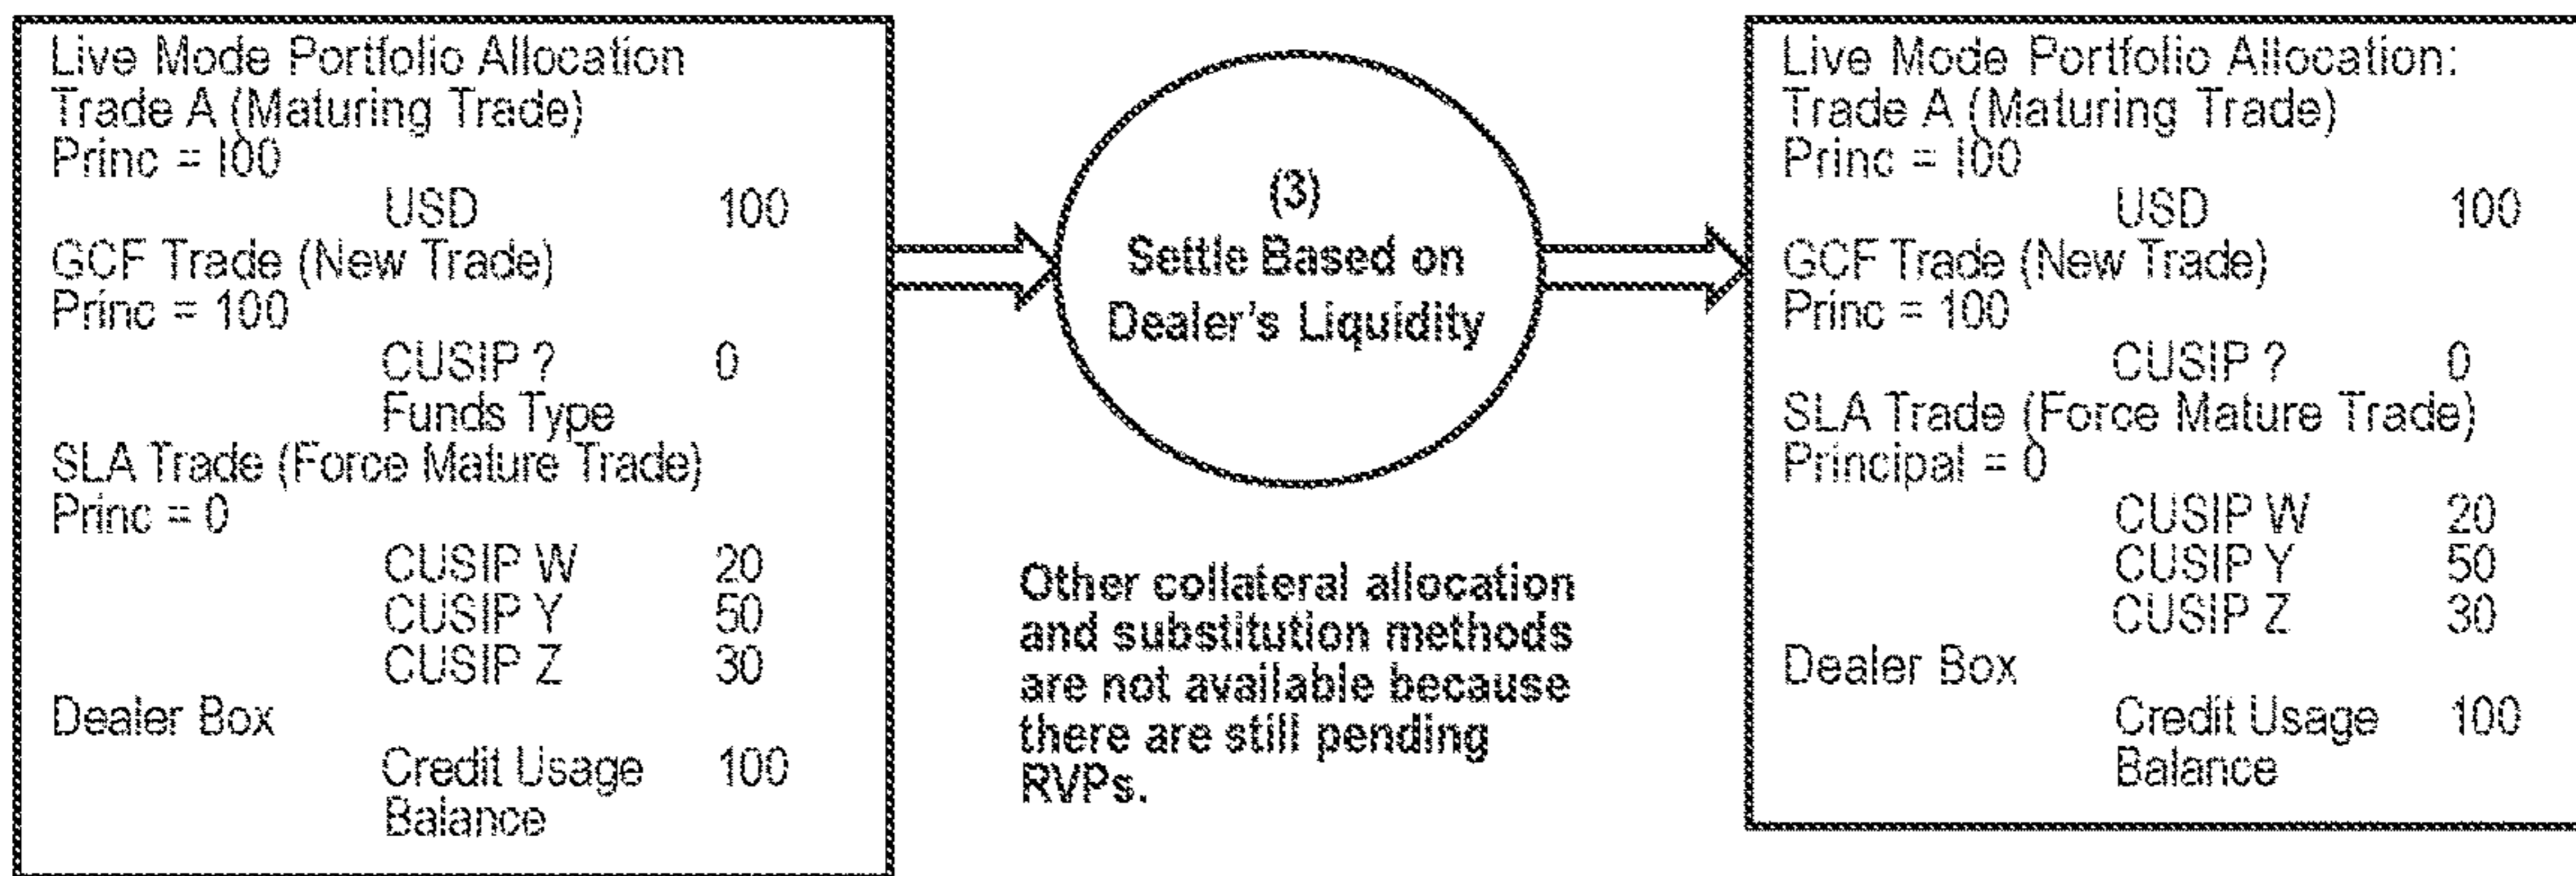 Live Mode Portfolio Allocation
Trade A (Maturing Trade)
Princ = 100
USD 100
GCF Trade (New Trade)
Princ = 100
CUSIP ? 0
Funds Type
SLA Trade (Force Mature Trade)
Princ = 0
CUSIP W 20
CUSIP Y 50
CUSIP Z 30
Dealer Box
Credit Usage 100
Balance
(3)
Settle Based on
Dealer's Liquidity
Other collateral allocation
and substitution methods
are not available because
there are still pending
RVPs.
Live Mode Portfolio Allocation:
Trade A (Maturing Trade)
Princ = 100
USD 100
GCF Trade (New Trade)
Princ = 100
CUSIP ? 0
SLA Trade (Force Mature Trade)
Principal = 0
CUSIP W 20
CUSIP Y 50
CUSIP Z 30
Dealer Box
Credit Usage 100
Balance